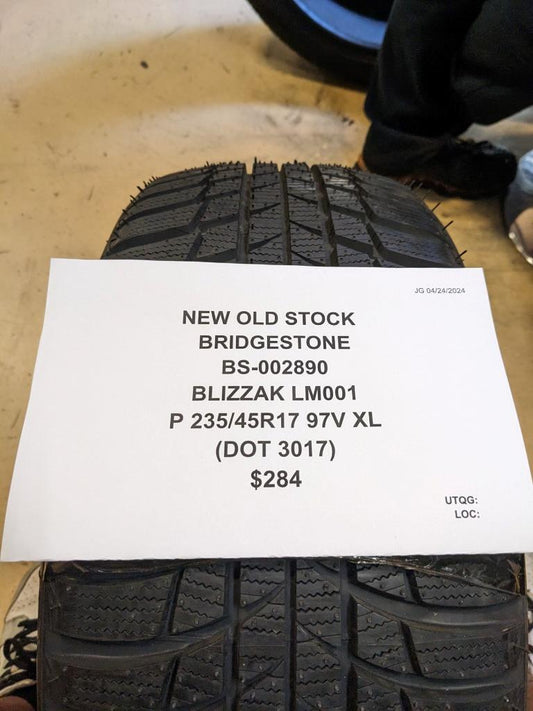 JG 04/24/2024
NEW OLD STOCK
BRIDGESTONE
BS-002890
BLIZZAK LM001
P 235/45R17 97V XL
(DOT 3017)
$284
UTQG:
LOC: